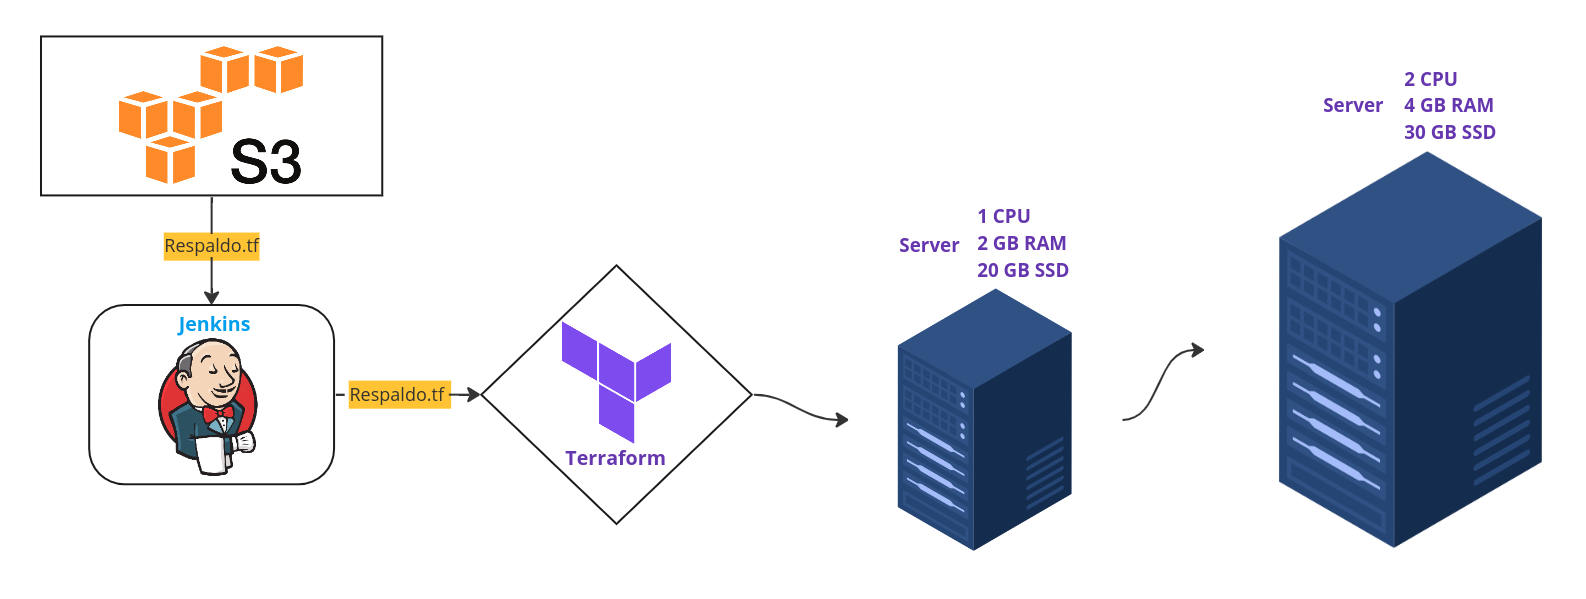 S3
Respaldo.tf
Jenkins
Respaldo.tf
Terraform
Server
1 CPU
2 GB RAM
20 GB SSD
Server
2 CPU
4 GB RAM
30 GB SSD